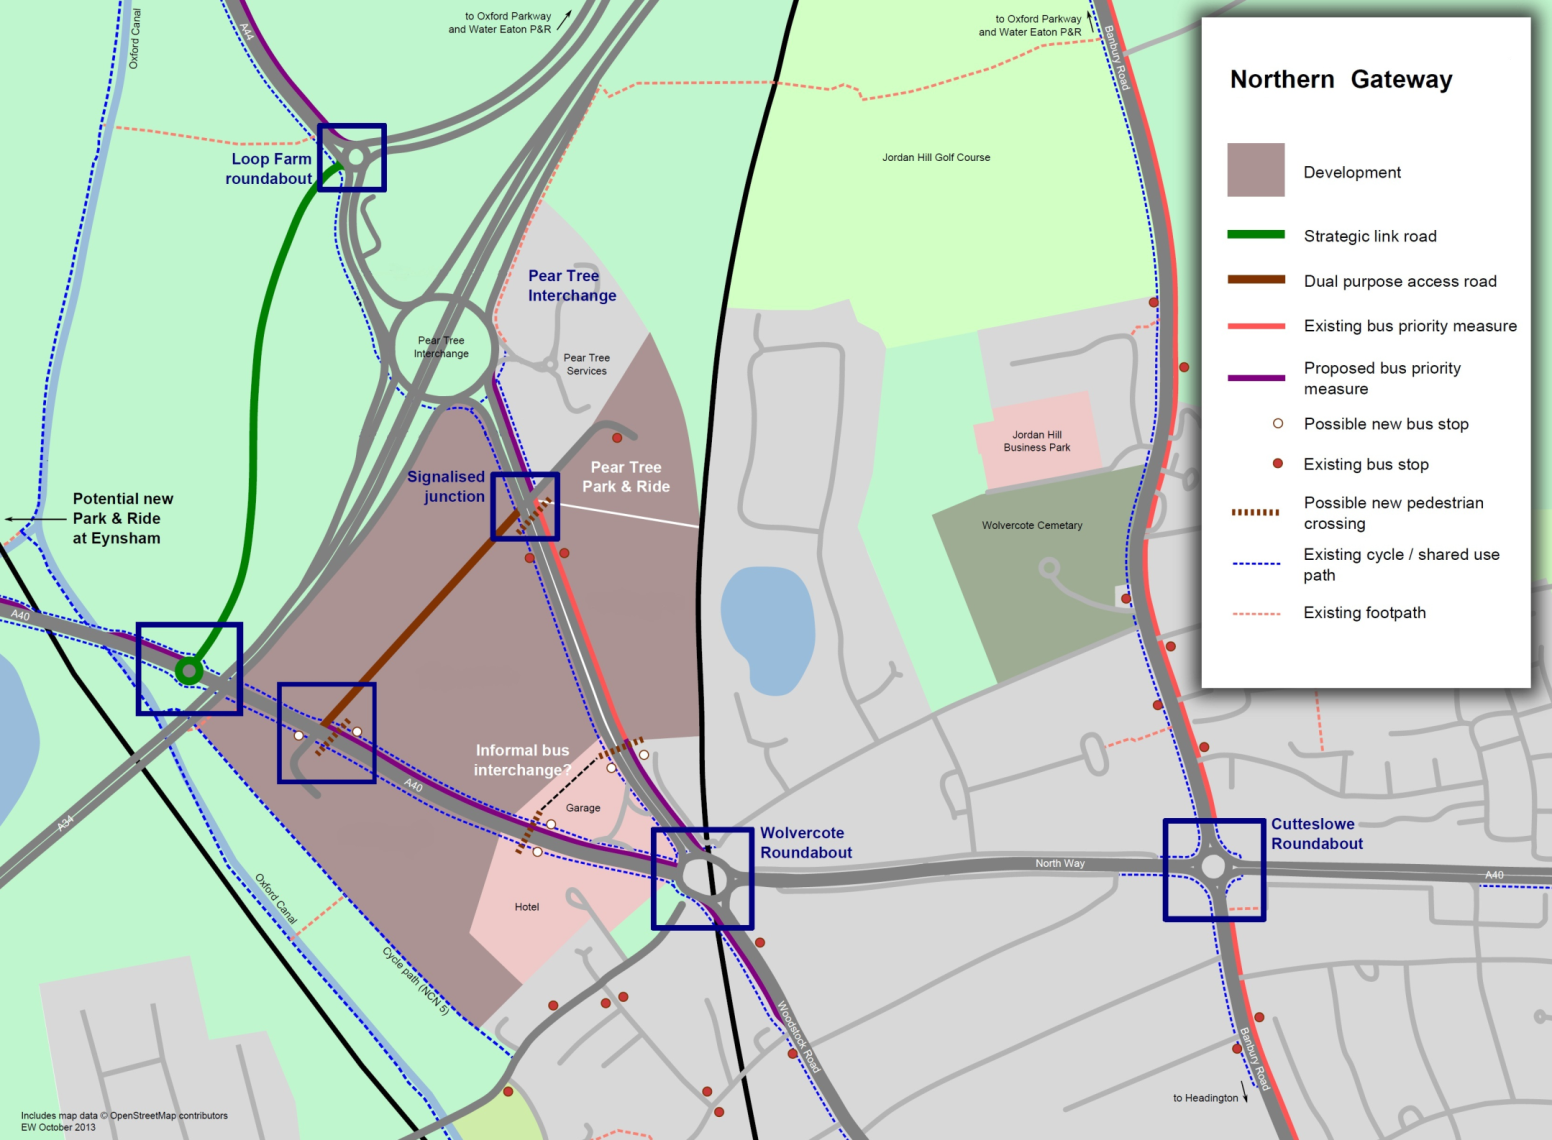 A44
Oxford Canal
to Oxford Parkway
and Water Eaton P&R
to Oxford Parkway
and Water Eaton P&R
Banbury Road
Loop Farm
roundabout
Jordan Hill Golf Course
Pear Tree
Interchange
Pear Tree
Interchange
Pear Tree
Services
Jordan Hill
Business Park
Signalised
junction
Pear Tree
Park & Ride
Potential new
Park & Ride
at Eynsham
Wolvercote Cemetery
A40
Informal bus
interchange?
A40
Garage
A34
Wolvercote
Roundabout
Cutteslowe
Roundabout
North Way
A40
Hotel
Oxford Canal
Cycle path (NCN 5)
Woodstock Road
Banbury Road
to Headington
Includes map data © OpenStreetMap contributors
EW October 2013
Northern Gateway
Development
Strategic link road
Dual purpose access road
Existing bus priority measure
Proposed bus priority
measure
Possible new bus stop
Existing bus stop
Possible new pedestrian
crossing
Existing cycle / shared use
path
Existing footpath